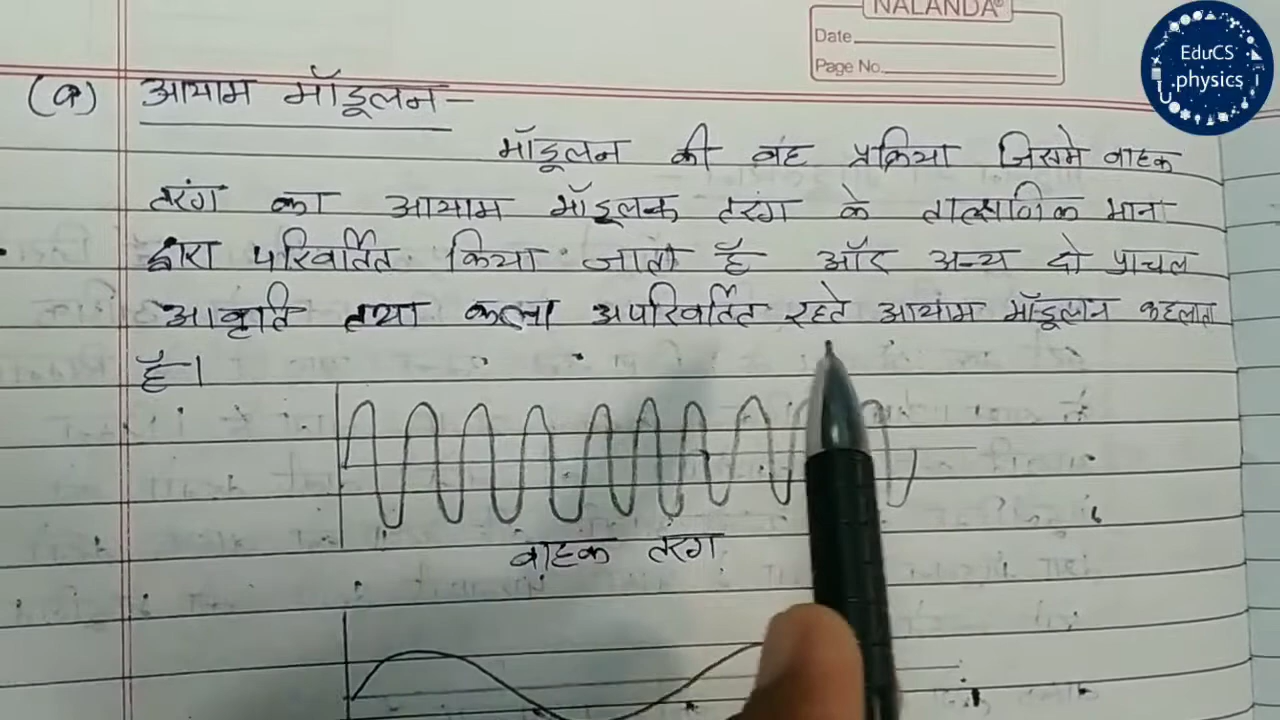 NALANDA®
Date
Page No.
EduCS
physics
(a) आयाम मॉडूलन –
मॉडूलन की वह प्रक्रिया जिसमे वाहक
तरंग का आयाम मॉडूलक तरंग के तात्क्षणिक मान
द्वारा परिवर्तित किया जाता है और अन्य दो प्राचल
आवृति तथा कला अपरिवर्तित रहते आयाम मॉडूलन कहलाता
है।
वाहक तरंग